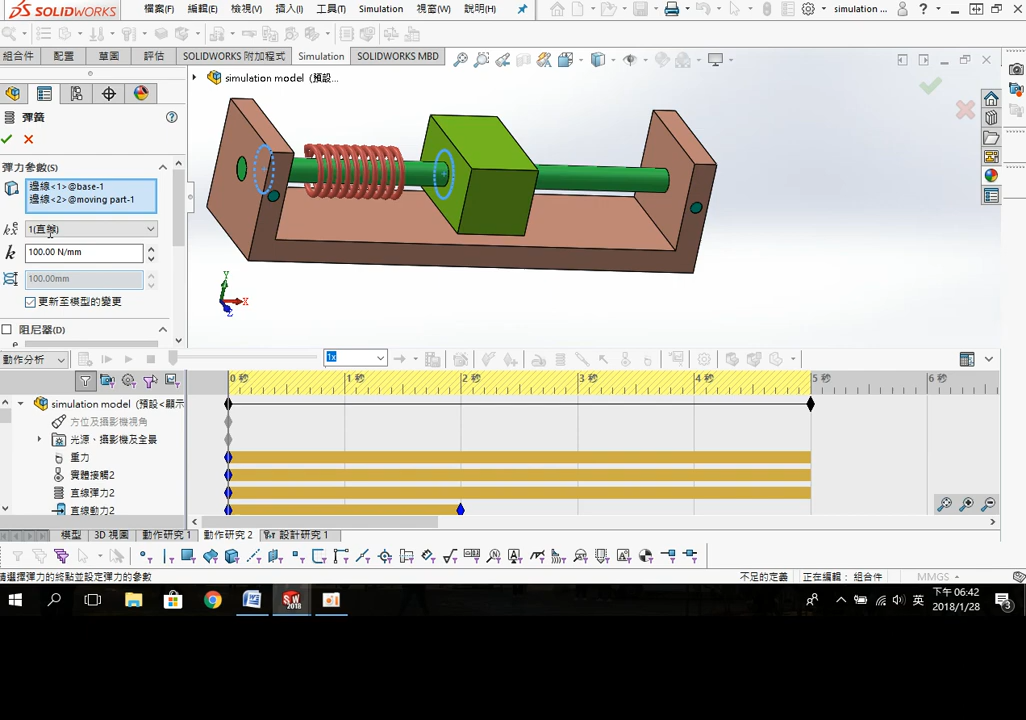 SOLIDWORKS 檔案(F) 編輯(E) 檢視(V) 插入(I) 工具(T) Simulation 視窗(W) 說明(H) simulation ...
組合件 配置 草圖 評估 SOLIDWORKS 附加程式 Simulation SOLIDWORKS MBD
simulation model (預設...
彈簧
彈力參數(S)
邊線<1>@base-1
邊線<2>@moving part-1
1(直線)
k 100.00 N/mm
100.00mm
更新至模型的變更
阻尼器(D)
Y
X
Z
動作分析 1x
0 秒 1 秒 2 秒 3 秒 4 秒 5 秒 6 秒
simulation model (預設<顯示
方位及攝影機視角
光源、攝影機及全景
重力
實體接觸2
直線彈力2
直線動力2
模型 3D 視圖 動作研究 1 動作研究 2 設計研究 1
請選擇彈力的終點並設定彈力的參數 不足的定義 正在編輯： 組合件 MMGS
英 下午 06:42
2018/1/28
3